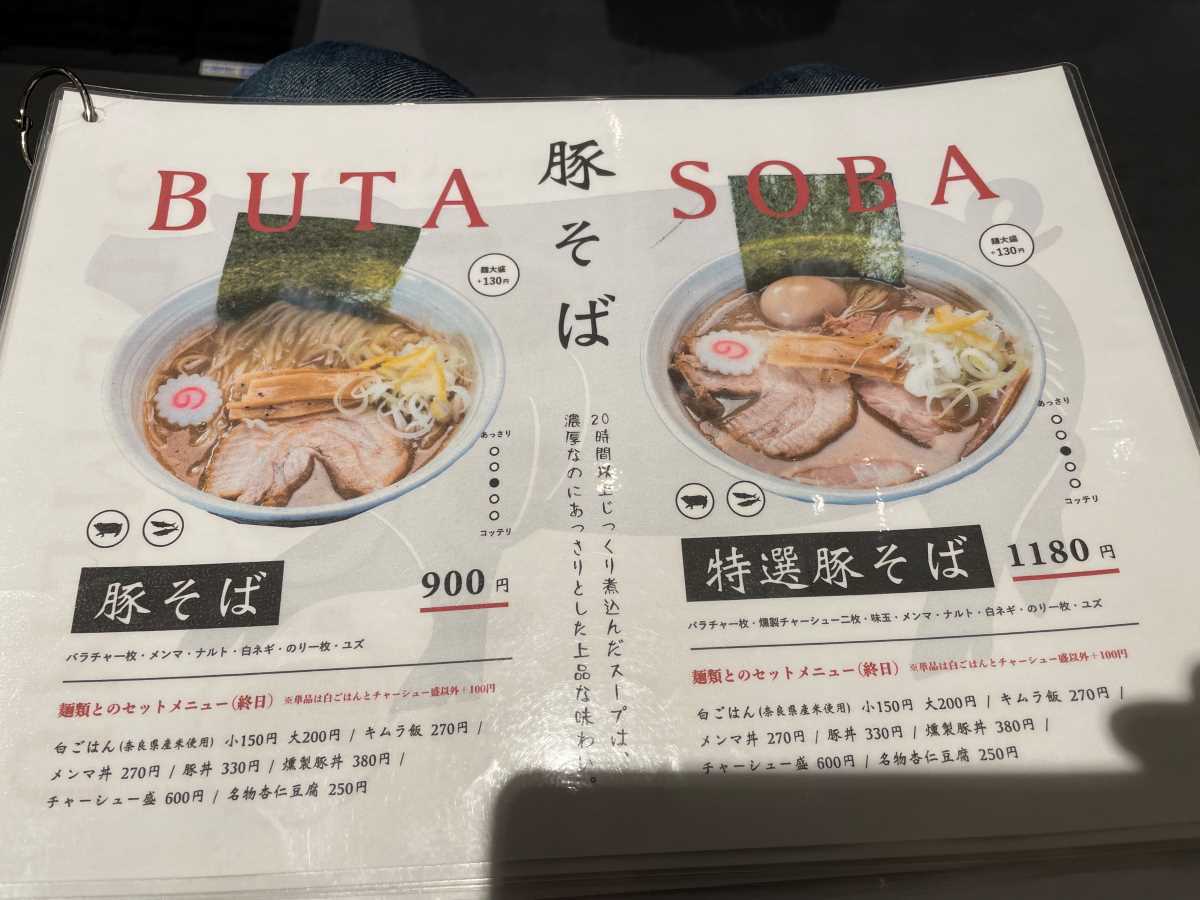 BUTA SOBA
豚そば
20時間以上じっくり煮込んだスープは、
濃厚なのにあっさりとした上品な味わい。
麺大盛
+130円
あっさり
コッテリ
豚そば
900円
バラチャー一枚・メンマ・ナルト・白ネギ・のり一枚・ユズ
麺類とのセットメニュー(終日) ※単品は白ごはんとチャーシュー盛以外+100円
白ごはん(奈良県産米使用) 小150円 大200円 / キムラ飯 270円 /
メンマ丼 270円 / 豚丼 330円 / 燻製豚丼 380円 /
チャーシュー盛 600円 / 名物杏仁豆腐 250円
麺大盛
+130円
あっさり
コッテリ
特選豚そば
1180円
バラチャー一枚・燻製チャーシュー二枚・味玉・メンマ・ナルト・白ネギ・のり一枚・ユズ
麺類とのセットメニュー(終日) ※単品は白ごはんとチャーシュー盛以外+100円
白ごはん(奈良県産米使用) 小150円 大200円 / キムラ飯 270円 /
メンマ丼 270円 / 豚丼 330円 / 燻製豚丼 380円 /
チャーシュー盛 600円 / 名物杏仁豆腐 250円